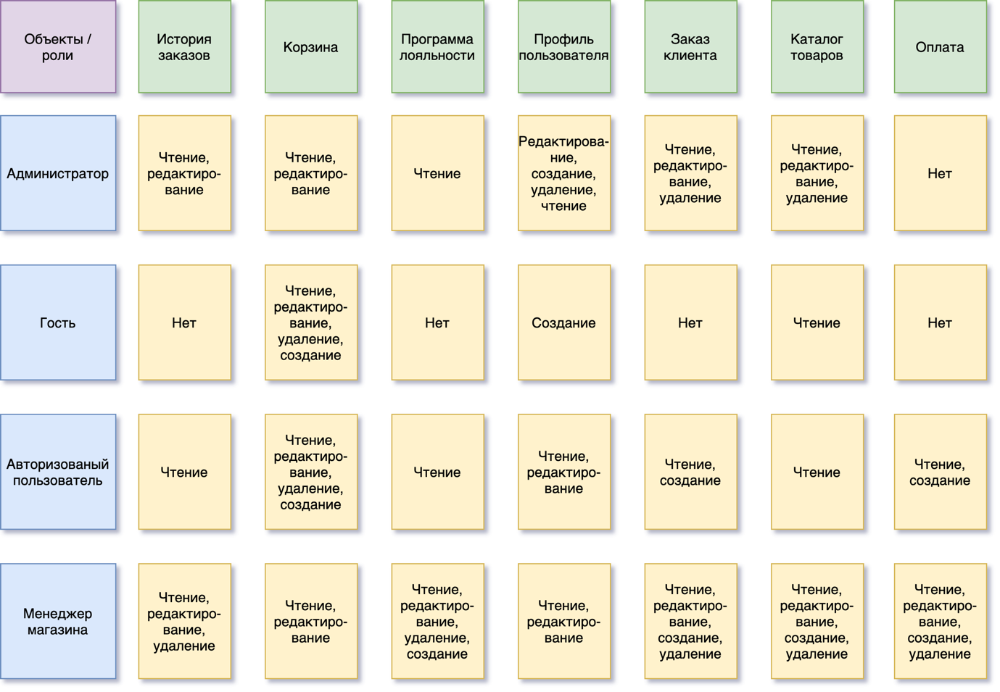 Объекты /
роли
История
заказов
Корзина
Программа
лояльности
Профиль
пользователя
Заказ
клиента
Каталог
товаров
Оплата
Администратор
Чтение,
редактиро-
вание
Чтение,
редактиро-
вание
Чтение
Редактирова-
ние,
создание,
удаление,
чтение
Чтение,
редактиро-
вание,
удаление
Чтение,
редактиро-
вание,
удаление
Нет
Гость
Нет
Чтение,
редактиро-
вание,
удаление,
создание
Нет
Создание
Нет
Чтение
Нет
Авторизованый
пользователь
Чтение
Чтение,
редактиро-
вание,
удаление,
создание
Чтение
Чтение,
редактиро-
вание
Чтение,
создание
Чтение
Чтение,
создание
Менеджер
магазина
Чтение,
редактиро-
вание,
удаление
Чтение,
редактиро-
вание
Чтение,
редактиро-
вание,
удаление,
создание
Чтение,
редактиро-
вание
Чтение,
редактиро-
вание,
создание,
удаление
Чтение,
редактиро-
вание,
создание,
удаление
Чтение,
редактиро-
вание,
создание,
удаление